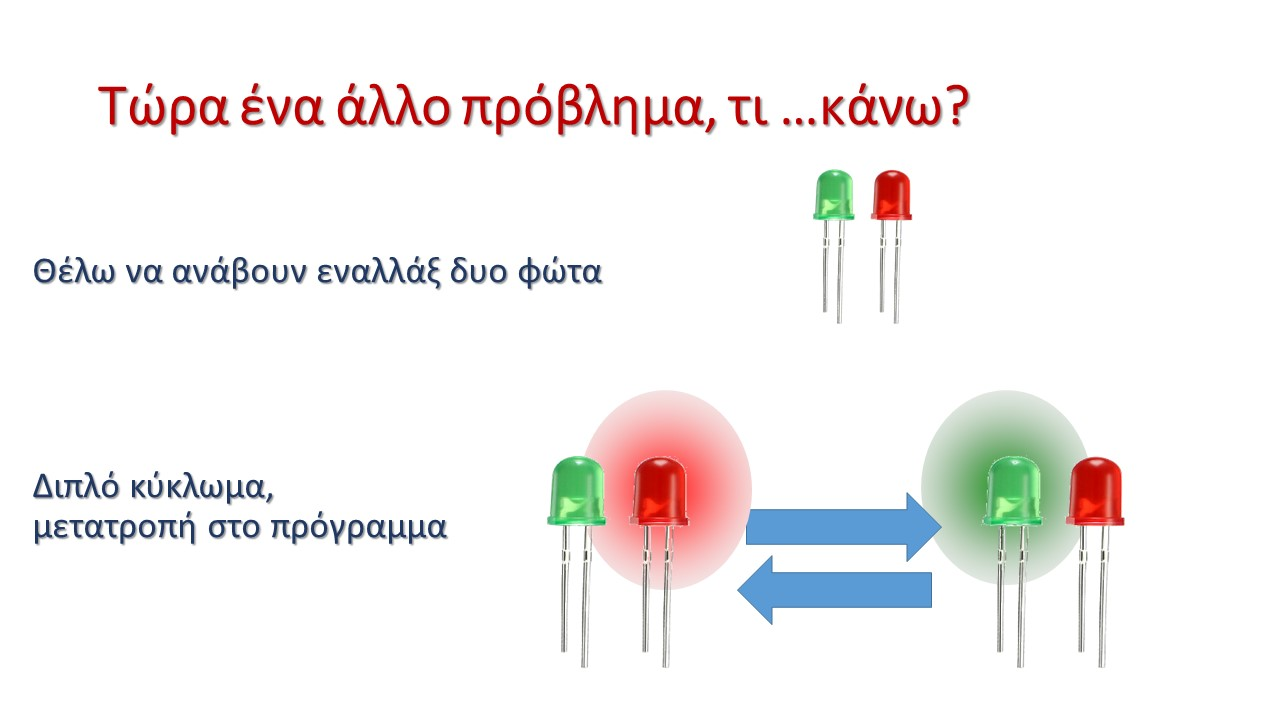 Τώρα ένα άλλο πρόβλημα, τι ...κάνω?
Θέλω να ανάβουν εναλλάξ δυο φώτα
Διπλό κύκλωμα,
μετατροπή στο πρόγραμμα